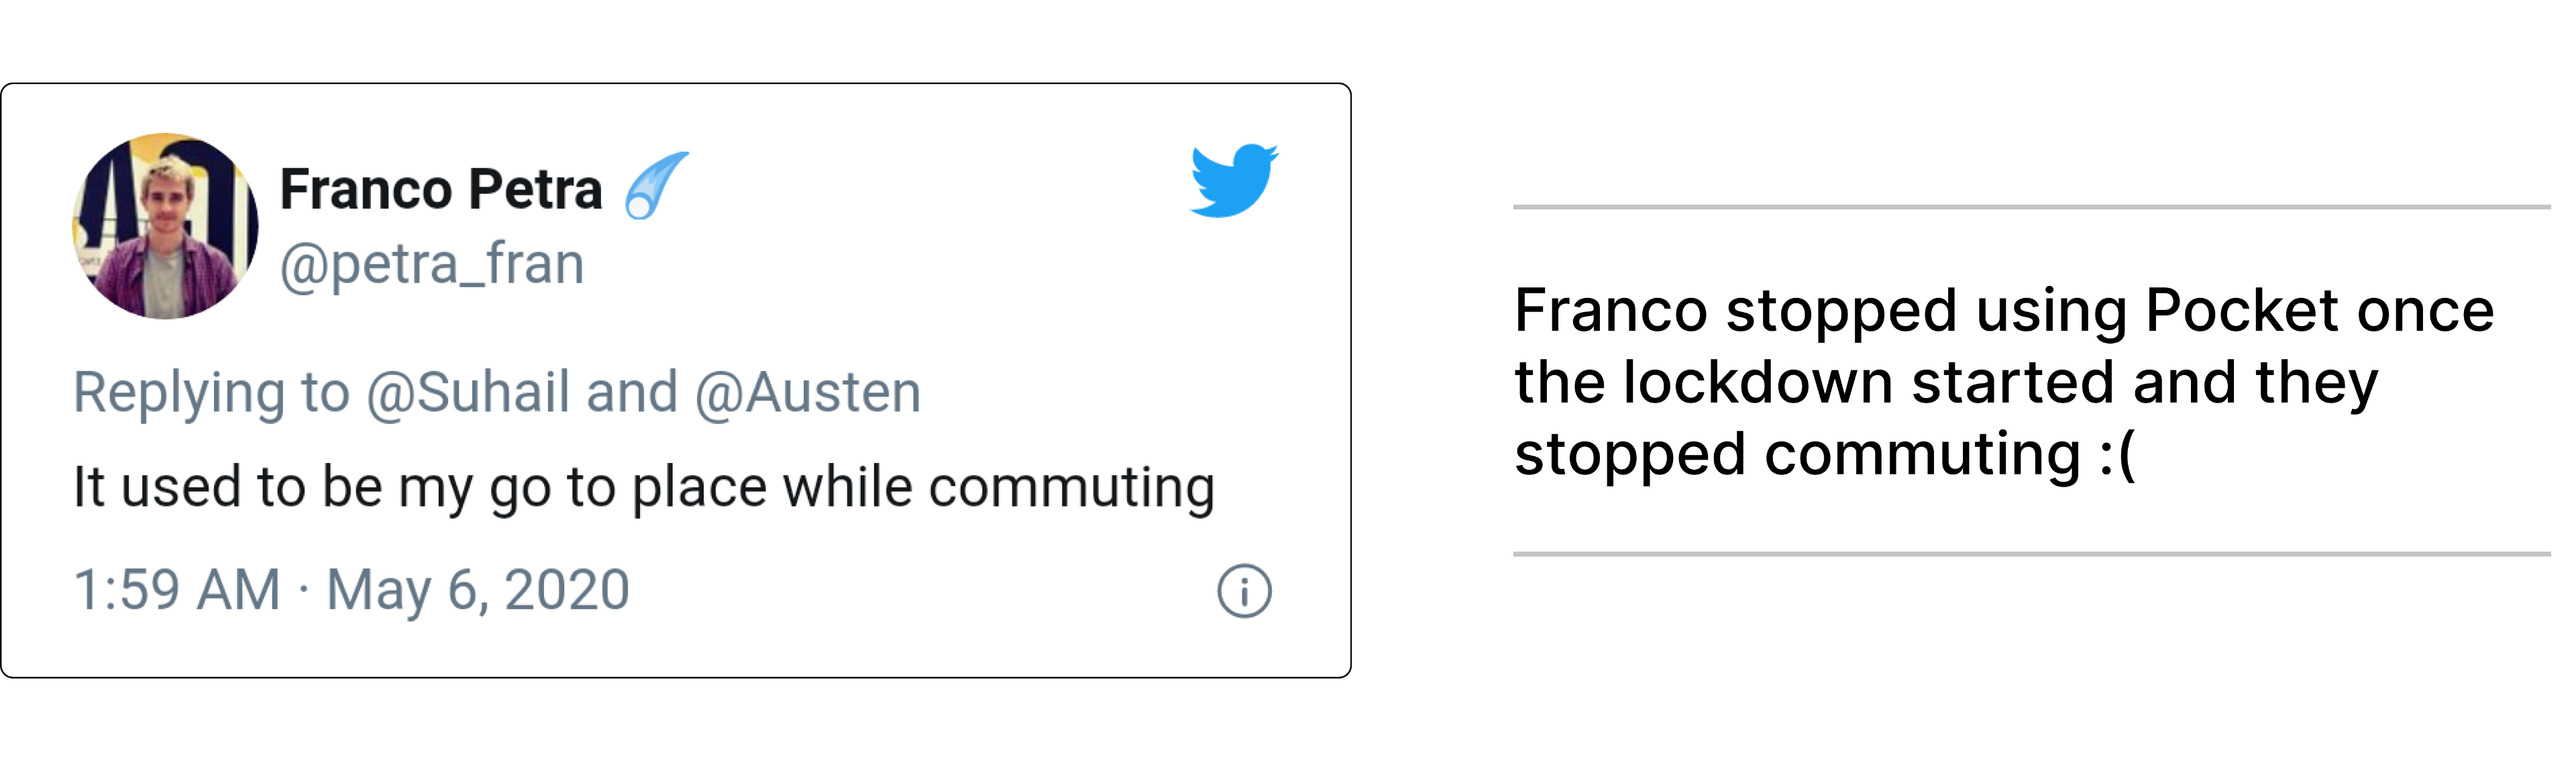 Franco Petra
@petra_fran
Replying to @Suhail and @Austen
It used to be my go to place while commuting
1:59 AM · May 6, 2020
Franco stopped using Pocket once
the lockdown started and they
stopped commuting :(